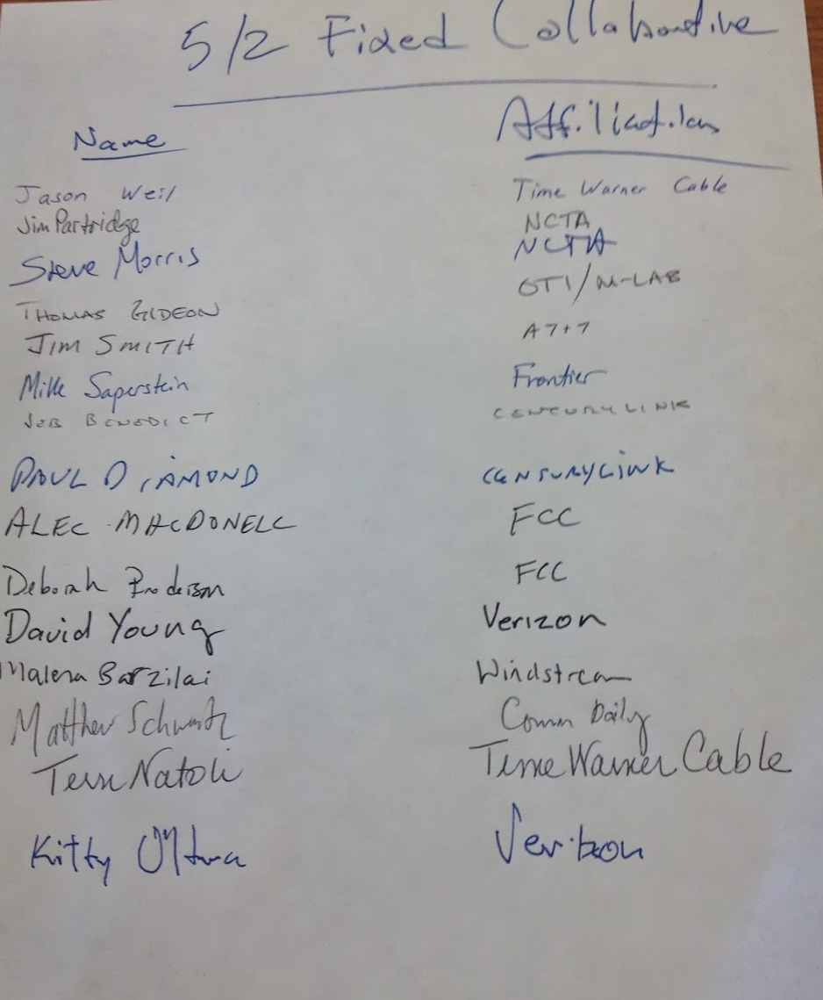 5/2 Fixed Collaborative
Name Affiliation
Jason Weil Time Warner Cable
Jim Partridge NCTA
Steve Morris NCTA
THOMAS GIDEON OTI/M-LAB
JIM SMITH AT+T
Mike Saperstein Frontier
JEB BENEDICT CENTURYLINK
PAUL DIAMOND CENTURYLINK
ALEC MACDONELL FCC
Deborah FCC
David Young Verizon
Malena Barzilai Windstream
Matthew Schwartz Comm Daily
Terri Natoli Time Warner Cable
Kitty Verizon